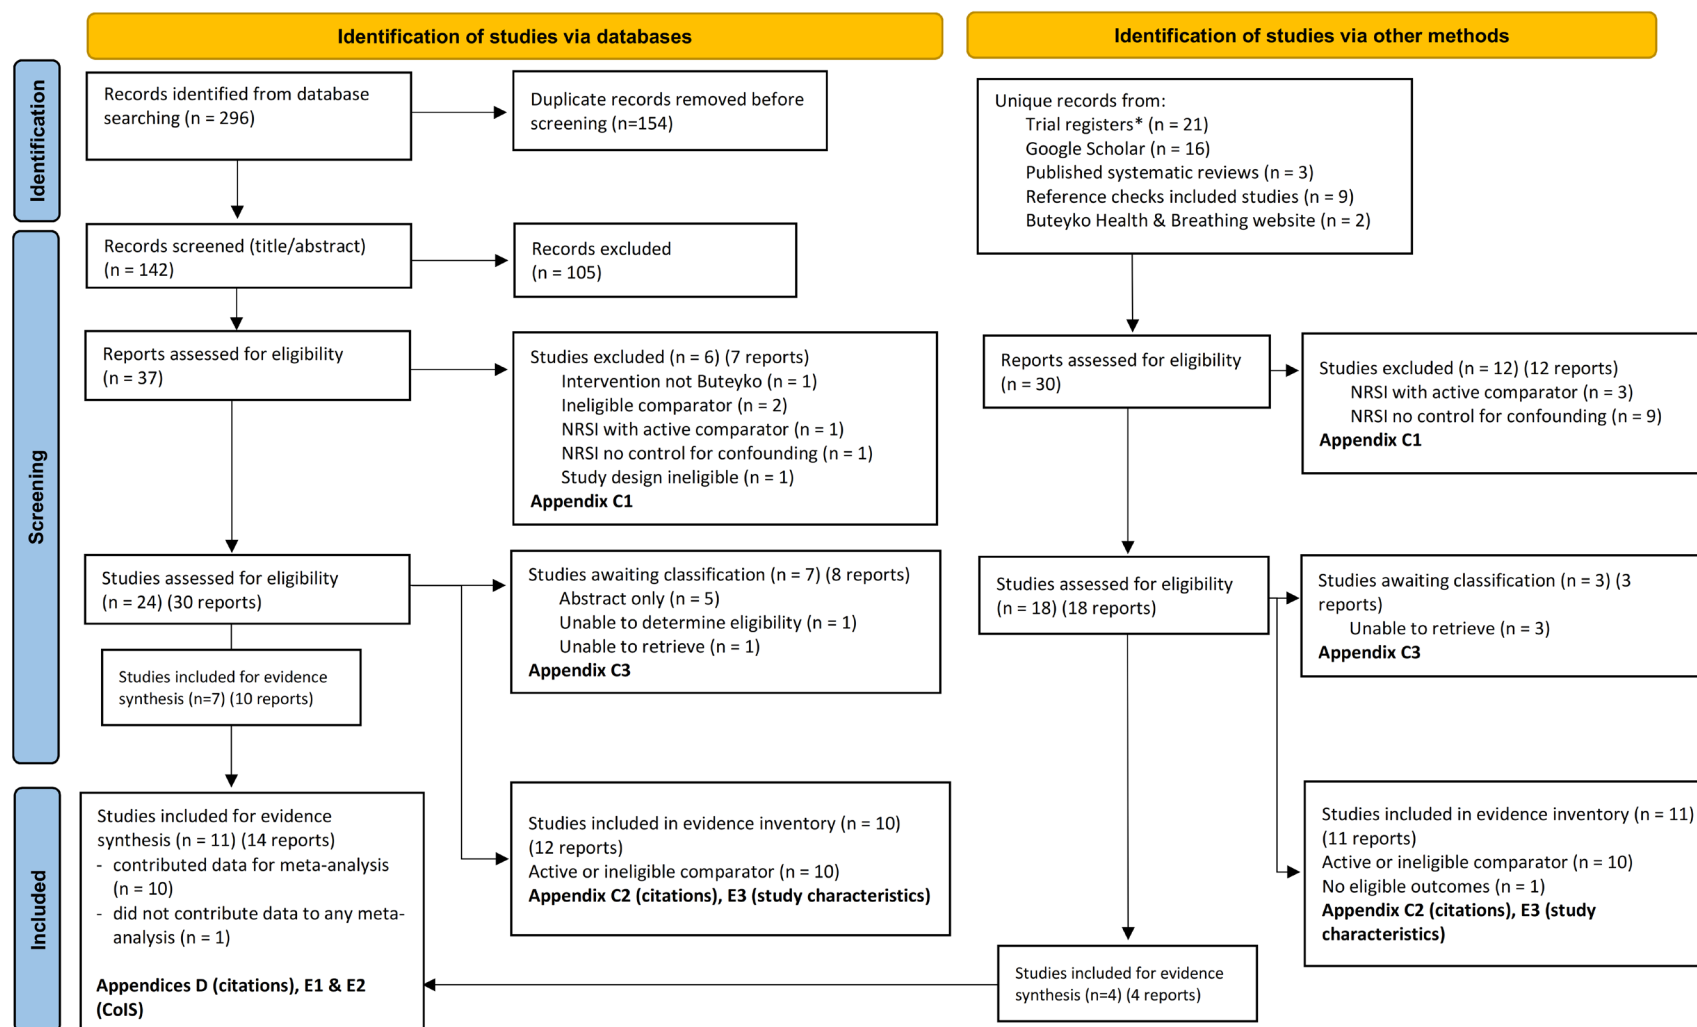 Identification of studies via databases
Identification of studies via other methods
Identification
Records identified from database
searching (n = 296)
Duplicate records removed before
screening (n=154)
Unique records from:
Trial registers* (n = 21)
Google Scholar (n = 16)
Published systematic reviews (n = 3)
Reference checks included studies (n = 9)
Buteyko Health & Breathing website (n = 2)
Screening
Records screened (title/abstract)
(n = 142)
Records excluded
(n = 105)
Reports assessed for eligibility
(n = 37)
Studies excluded (n = 6) (7 reports)
Intervention not Buteyko (n = 1)
Ineligible comparator (n = 2)
NRSI with active comparator (n = 1)
NRSI no control for confounding (n = 1)
Study design ineligible (n = 1)
Appendix C1
Reports assessed for eligibility
(n = 30)
Studies excluded (n = 12) (12 reports)
NRSI with active comparator (n = 3)
NRSI no control for confounding (n = 9)
Appendix C1
Studies assessed for eligibility
(n = 24) (30 reports)
Studies awaiting classification (n = 7) (8 reports)
Abstract only (n = 5)
Unable to determine eligibility (n = 1)
Unable to retrieve (n = 1)
Appendix C3
Studies assessed for eligibility
(n = 18) (18 reports)
Studies awaiting classification (n = 3) (3
reports)
Unable to retrieve (n = 3)
Appendix C3
Studies included for evidence
synthesis (n=7) (10 reports)
Included
Studies included for evidence
synthesis (n = 11) (14 reports)
- contributed data for meta-analysis
(n = 10)
- did not contribute data to any meta-
analysis (n = 1)
Appendices D (citations), E1 & E2
(CoIS)
Studies included in evidence inventory (n = 10)
(12 reports)
Active or ineligible comparator (n = 10)
Appendix C2 (citations), E3 (study characteristics)
Studies included in evidence inventory (n = 11)
(11 reports)
Active or ineligible comparator (n = 10)
No eligible outcomes (n = 1)
Appendix C2 (citations), E3 (study
characteristics)
Studies included for evidence
synthesis (n=4) (4 reports)